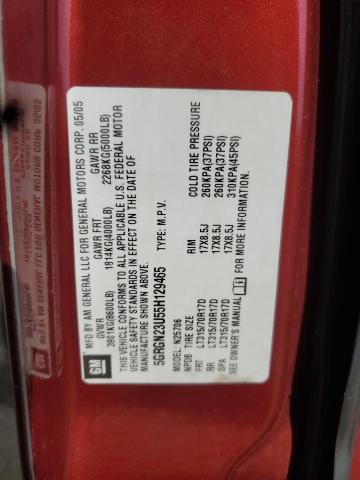 GM
MFD BY AM GENERAL LLC FOR GENERAL MOTORS CORP. 05/05
GVWR GAWR FRT GAWR RR
3901KG(8600LB) 1814KG(4000LB) 2268KG(5000LB)
THIS VEHICLE CONFORMS TO ALL APPLICABLE U.S. FEDERAL MOTOR
VEHICLE SAFETY STANDARDS IN EFFECT ON THE DATE OF
MANUFACTURE SHOWN ABOVE.
5GRGN23U55H129465 TYPE: M.P.V.
MODEL: N25706
NPDB TIRE SIZE RIM COLD TIRE PRESSURE
FRT LT315/70R17D 17X8.5J 260KPA(37PSI)
RR LT315/70R17D 17X8.5J 260KPA(37PSI)
SPA LT315/70R17D 17X8.5J 310KPA(45PSI)
SEE OWNER'S MANUAL FOR MORE INFORMATION.